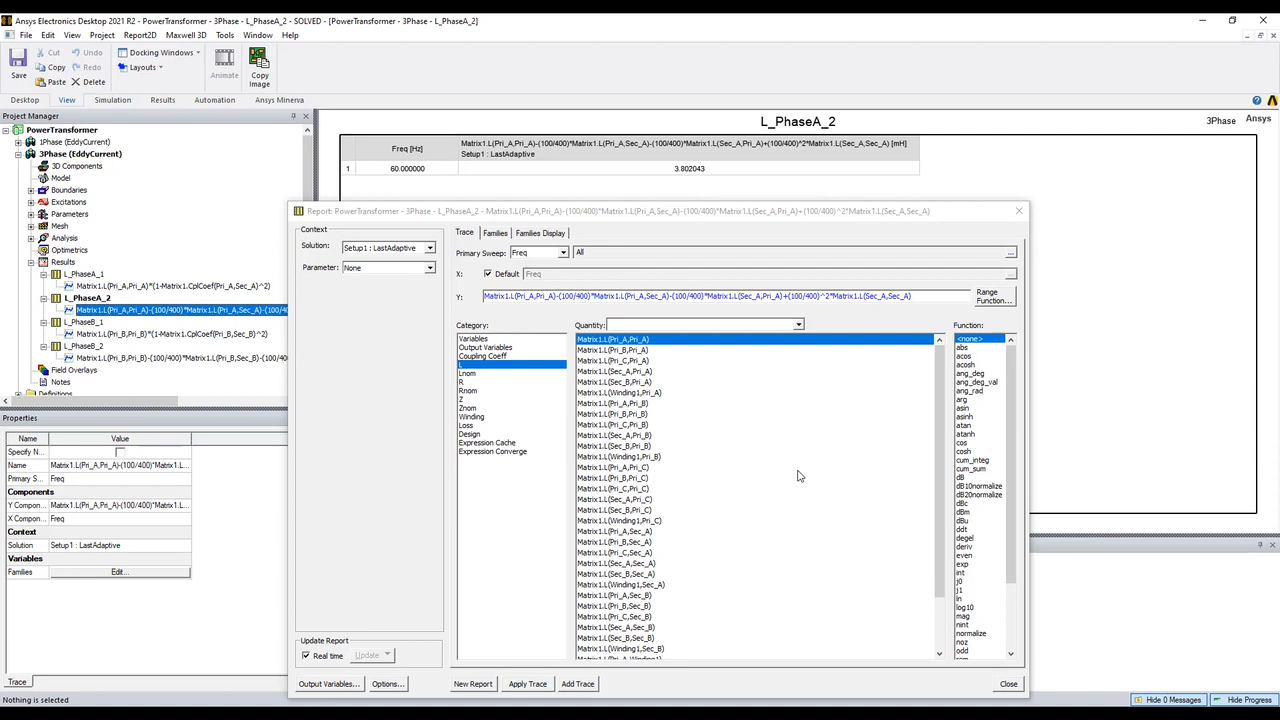 Ansys Electronics Desktop 2021 R2 - PowerTransformer - 3Phase - L_PhaseA_2 - SOLVED - [PowerTransformer - 3Phase - L_PhaseA_2]
File Edit View Project Report2D Maxwell 3D Tools Window Help
Save
Cut Undo
Copy Redo
Paste Delete
Docking Windows
Layouts
Animate
Copy Image
Desktop View Simulation Results Automation Ansys Minerva
Project Manager
PowerTransformer
1Phase (EddyCurrent)
3Phase (EddyCurrent)
3D Components
Model
Boundaries
Excitations
Parameters
Mesh
Analysis
Optimetrics
Results
L_PhaseA_1
Matrix1.L(Pri_A,Pri_A)*(1-Matrix1.CplCoef(Pri_A,Sec_A)^2)
L_PhaseA_2
Matrix1.L(Pri_A,Pri_A)-(100/400)*Matrix1.L(Pri_A,Sec_A)-(100/40
L_PhaseB_1
Matrix1.L(Pri_B,Pri_B)*(1-Matrix1.CplCoef(Pri_B,Sec_B)^2)
L_PhaseB_2
Matrix1.L(Pri_B,Pri_B)-(100/400)*Matrix1.L(Pri_B,Sec_B)-(100/40
Field Overlays
Notes
Definitions
Properties
Name Value
Specify N...
Name Matrix1.L(Pri_A,Pri_A)-(100/400)*Matrix1.L...
Primary S... Freq
Components
Y Compon... Matrix1.L(Pri_A,Pri_A)-(100/400)*Matrix1.L...
X Compon... Freq
Context
Solution Setup1 : LastAdaptive
Variables
Families Edit...
Trace
Nothing is selected
L_PhaseA_2
3Phase
Ansys
Freq [Hz]
Matrix1.L(Pri_A,Pri_A)-(100/400)*Matrix1.L(Pri_A,Sec_A)-(100/400)*Matrix1.L(Sec_A,Pri_A)+(100/400)^2*Matrix1.L(Sec_A,Sec_A) [mH]
Setup1 : LastAdaptive
1 60.000000 3.802043
Report: PowerTransformer - 3Phase - L_PhaseA_2 - Matrix1.L(Pri_A,Pri_A)-(100/400)*Matrix1.L(Pri_A,Sec_A)-(100/400)*Matrix1.L(Sec_A,Pri_A)+(100/400)^2*Matrix1.L(Sec_A,Sec_A)
Context
Solution: Setup1 : LastAdaptive
Parameter: None
Update Report
Real time Update
Output Variables... Options...
Trace Families Families Display
Primary Sweep: Freq All ...
X: Default Freq ...
Y: Matrix1.L(Pri_A,Pri_A)-(100/400)*Matrix1.L(Pri_A,Sec_A)-(100/400)*Matrix1.L(Sec_A,Pri_A)+(100/400)^2*Matrix1.L(Sec_A,Sec_A)
Range Function...
Category:
Variables
Output Variables
Coupling Coeff
L
Lnom
R
Rnom
Z
Znom
Winding
Loss
Design
Expression Cache
Expression Converge
Quantity:
Matrix1.L(Pri_A,Pri_A)
Matrix1.L(Pri_B,Pri_A)
Matrix1.L(Pri_C,Pri_A)
Matrix1.L(Sec_A,Pri_A)
Matrix1.L(Sec_B,Pri_A)
Matrix1.L(Winding1,Pri_A)
Matrix1.L(Pri_A,Pri_B)
Matrix1.L(Pri_B,Pri_B)
Matrix1.L(Pri_C,Pri_B)
Matrix1.L(Sec_A,Pri_B)
Matrix1.L(Sec_B,Pri_B)
Matrix1.L(Winding1,Pri_B)
Matrix1.L(Pri_A,Pri_C)
Matrix1.L(Pri_B,Pri_C)
Matrix1.L(Pri_C,Pri_C)
Matrix1.L(Sec_A,Pri_C)
Matrix1.L(Sec_B,Pri_C)
Matrix1.L(Winding1,Pri_C)
Matrix1.L(Pri_A,Sec_A)
Matrix1.L(Pri_B,Sec_A)
Matrix1.L(Pri_C,Sec_A)
Matrix1.L(Sec_A,Sec_A)
Matrix1.L(Sec_B,Sec_A)
Matrix1.L(Winding1,Sec_A)
Matrix1.L(Pri_A,Sec_B)
Matrix1.L(Pri_B,Sec_B)
Matrix1.L(Pri_C,Sec_B)
Matrix1.L(Sec_A,Sec_B)
Matrix1.L(Sec_B,Sec_B)
Matrix1.L(Winding1,Sec_B)
Matrix1.L(Pri_A,Winding1)
Function:
<none>
abs
acos
acosh
ang_deg
ang_deg_val
ang_rad
arg
asin
asinh
atan
atanh
cos
cosh
cum_integ
cum_sum
dB
dB10normalize
dB20normalize
dBc
dBm
dBu
ddt
degel
deriv
even
exp
int
j0
j1
ln
log10
mag
nint
normalize
noz
odd
New Report Apply Trace Add Trace Close
Hide 0 Messages Hide Progress